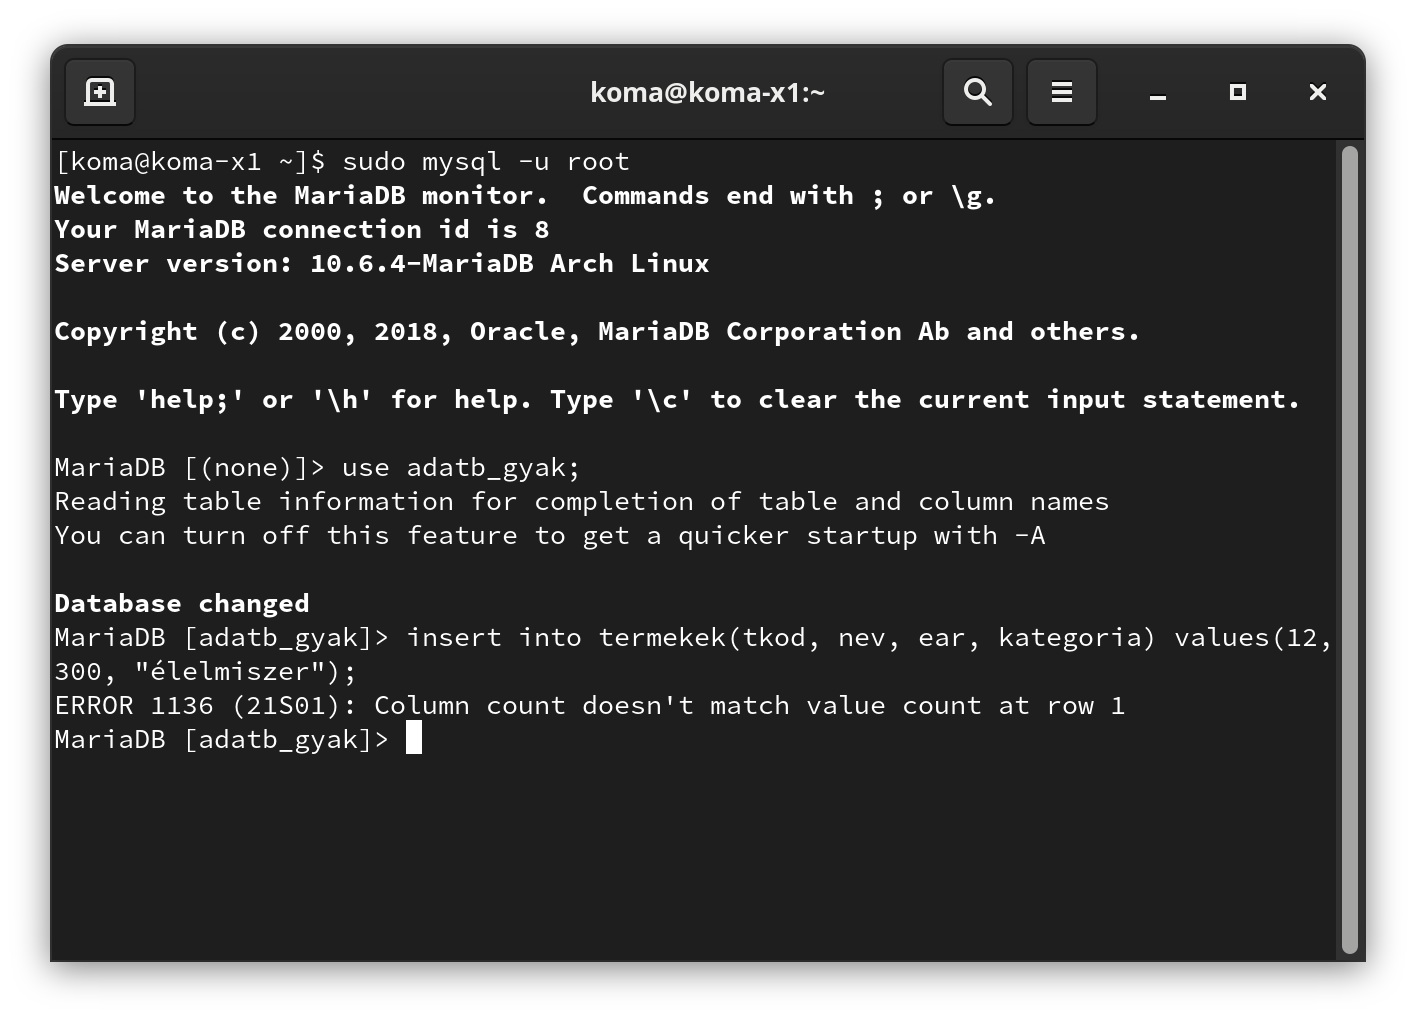 koma@koma-x1:~
[koma@koma-x1 ~]$ sudo mysql -u root
Welcome to the MariaDB monitor.  Commands end with ; or \g.
Your MariaDB connection id is 8
Server version: 10.6.4-MariaDB Arch Linux
Copyright (c) 2000, 2018, Oracle, MariaDB Corporation Ab and others.
Type 'help;' or '\h' for help. Type '\c' to clear the current input statement.
MariaDB [(none)]> use adatb_gyak;
Reading table information for completion of table and column names
You can turn off this feature to get a quicker startup with -A
Database changed
MariaDB [adatb_gyak]> insert into termekek(tkod, nev, ear, kategoria) values(12,
300, "élelmiszer");
ERROR 1136 (21S01): Column count doesn't match value count at row 1
MariaDB [adatb_gyak]>